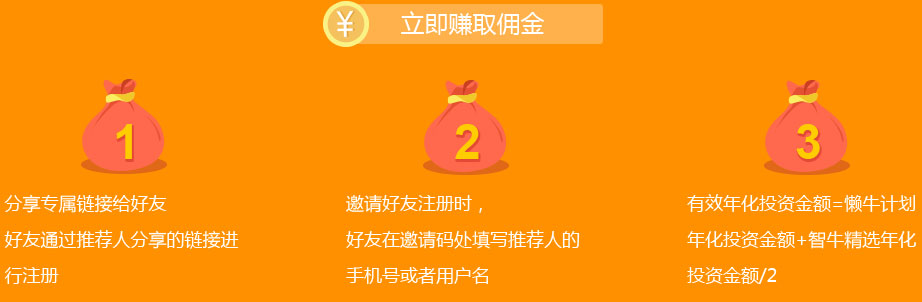 ¥ 立即赚取佣金
1
分享专属链接给好友
好友通过推荐人分享的链接进
行注册
2
邀请好友注册时，
好友在邀请码处填写推荐人的
手机号或者用户名
3
有效年化投资金额=懒牛计划
年化投资金额+智牛精选年化
投资金额/2